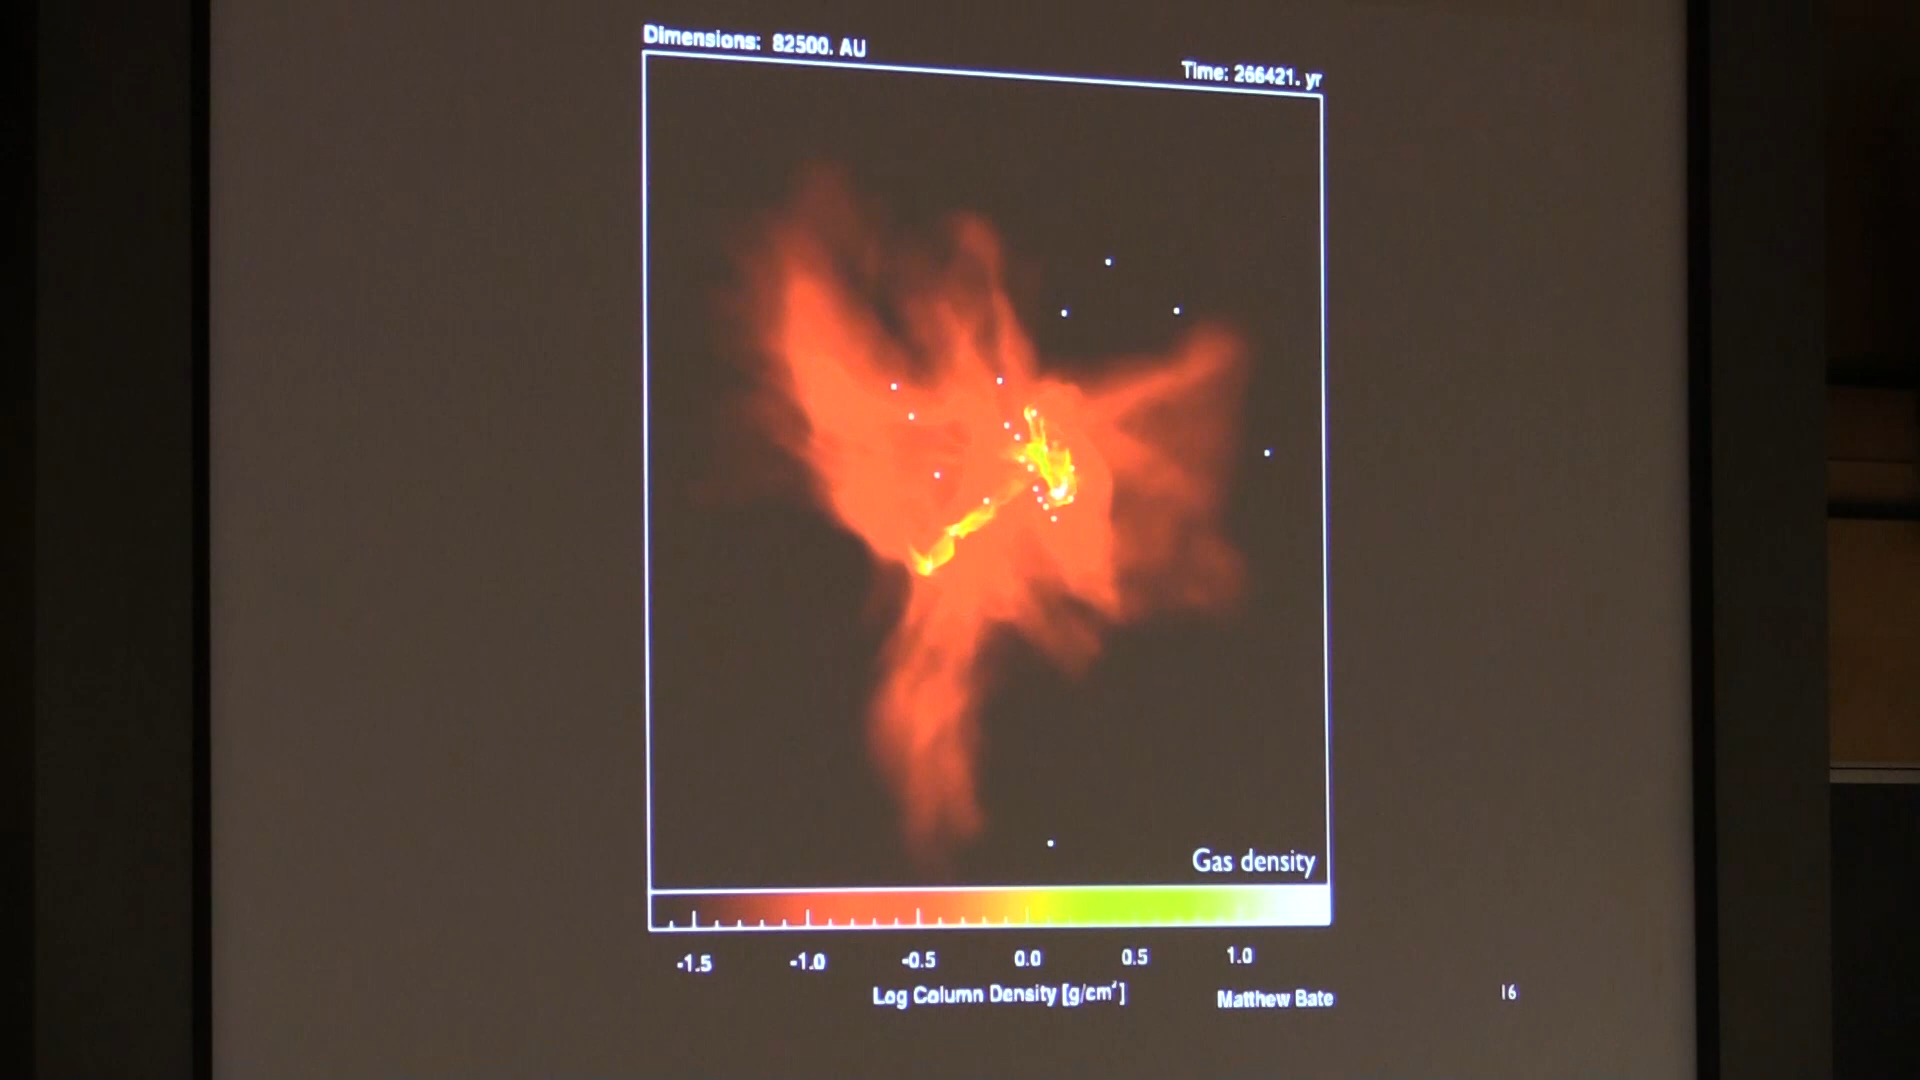 Dimensions: 82500. AU
Time: 266421. yr
Gas density
-1.5 -1.0 -0.5 0.0 0.5 1.0
Log Column Density [g/cm²]
Matthew Bate
16